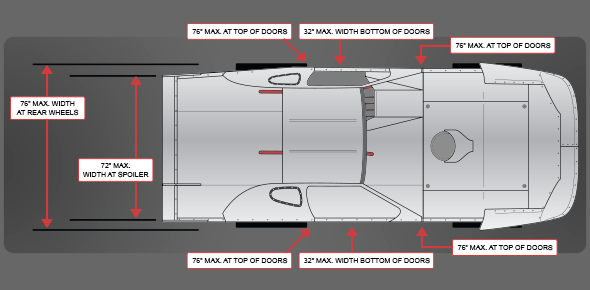 76" MAX. AT TOP OF DOORS
32" MAX. WIDTH BOTTOM OF DOORS
76" MAX. AT TOP OF DOORS
76" MAX. WIDTH
AT REAR WHEELS
72" MAX.
WIDTH AT SPOILER
76" MAX. AT TOP OF DOORS
32" MAX. WIDTH BOTTOM OF DOORS
76" MAX. AT TOP OF DOORS